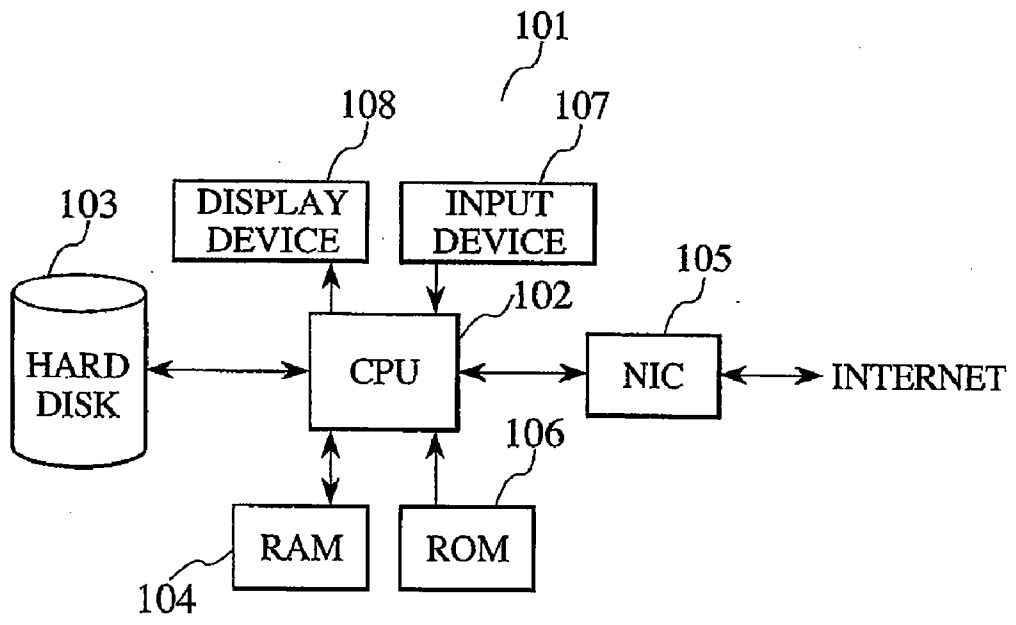 101
108
107
DISPLAY
DEVICE
INPUT
DEVICE
103
105
102
HARD
DISK
CPU
NIC
INTERNET
106
RAM
ROM
104